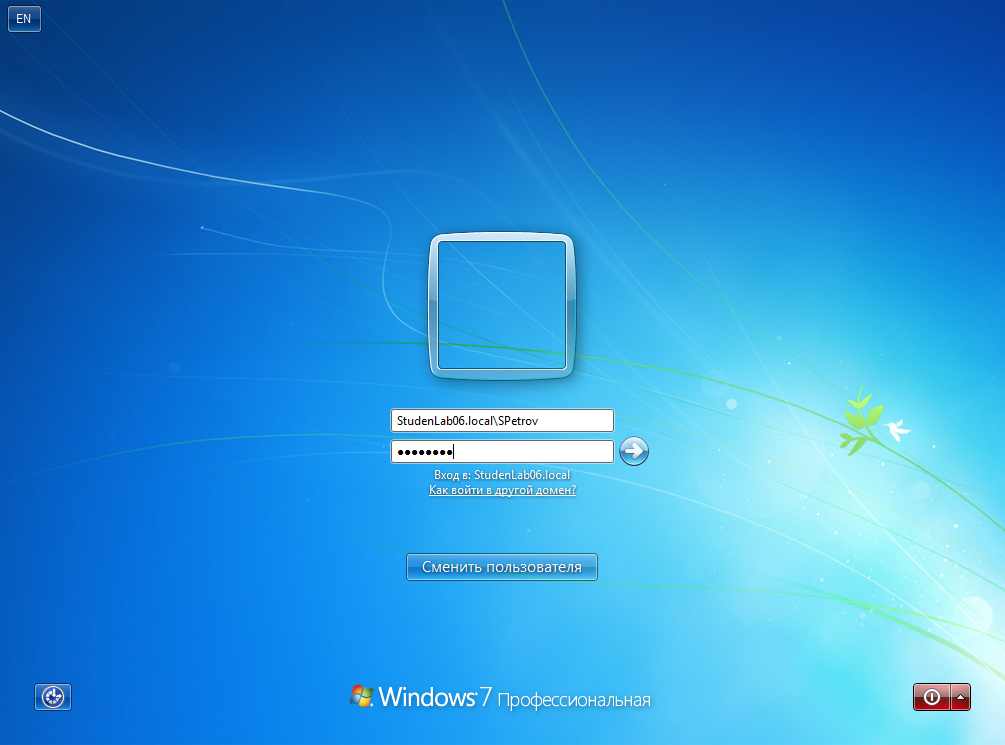 EN
StudenLab06.local\SPetrov
●●●●●●●●
Вход в: StudenLab06.local
Как войти в другой домен?
Сменить пользователя
Windows 7 Профессиональная